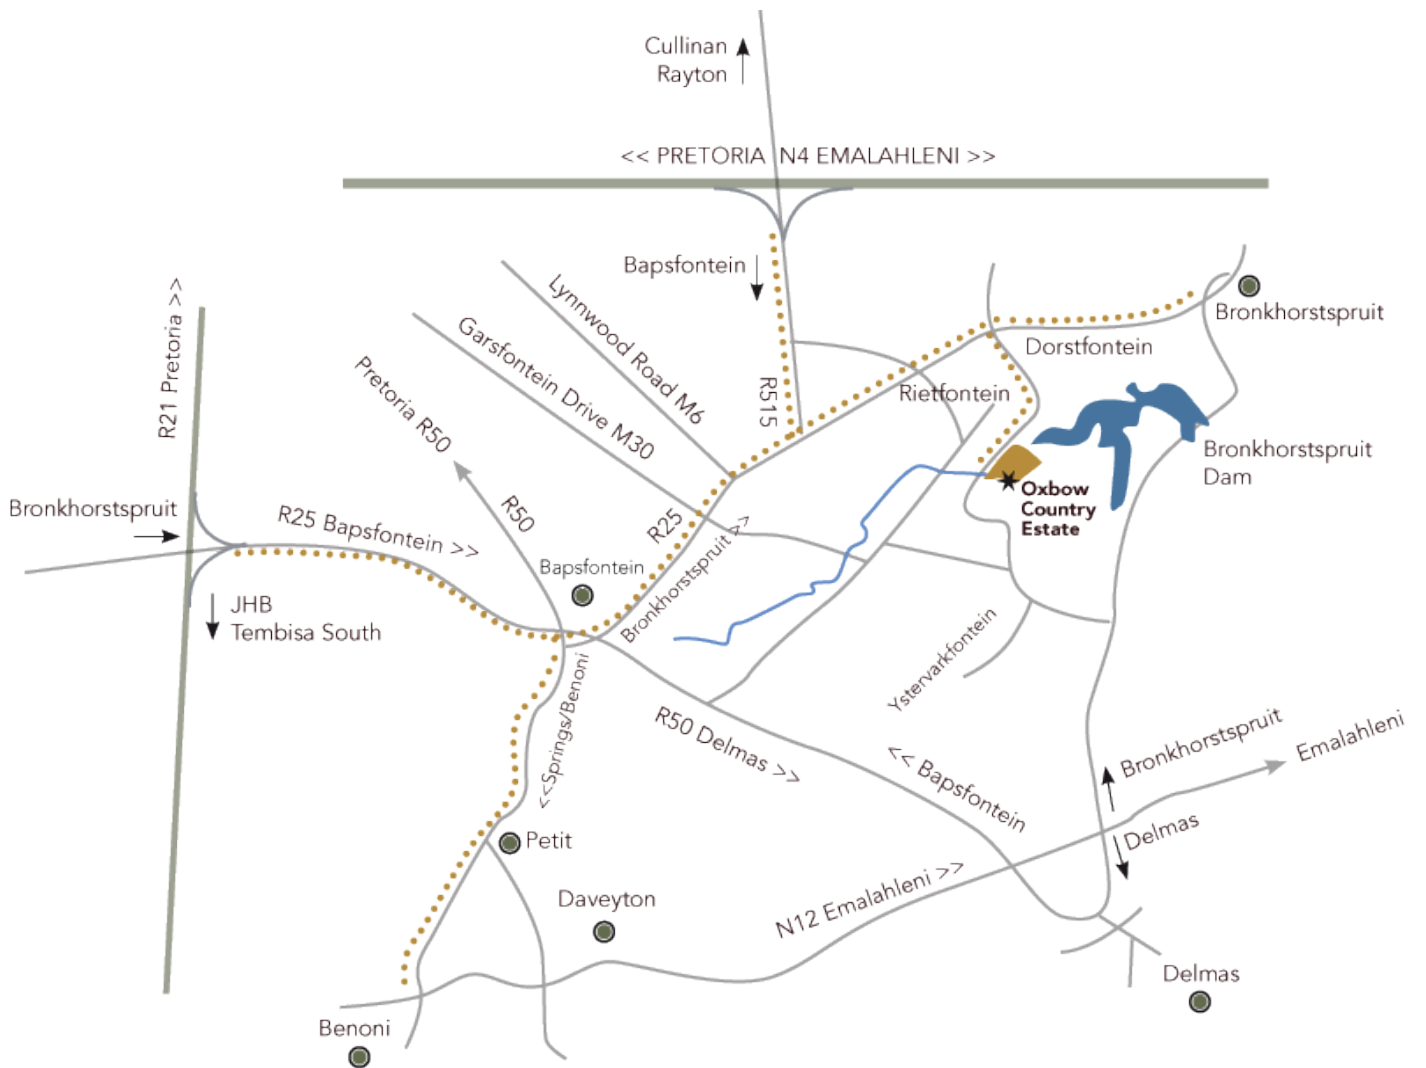 Cullinan
Rayton
<< PRETORIA N4 EMALAHLENI >>
Bapsfontein
R21 Pretoria >>
Lynnwood Road M6
Garsfontein Drive M30
Pretoria R50
R515
Bronkhorstspruit
Dorstfontein
Rietfontein
Bronkhorstspruit
Dam
Oxbow
Country
Estate
Bronkhorstspruit
R25 Bapsfontein >>
R50
R25
Bronkhorstspruit >>
Bapsfontein
JHB
Tembisa South
<<Springs/Benoni
Ystervarkfontein
R50 Delmas >>
<< Bapsfontein
Bronkhorstspruit
Emalahleni
Delmas
Petit
Daveyton
N12 Emalahleni >>
Delmas
Benoni